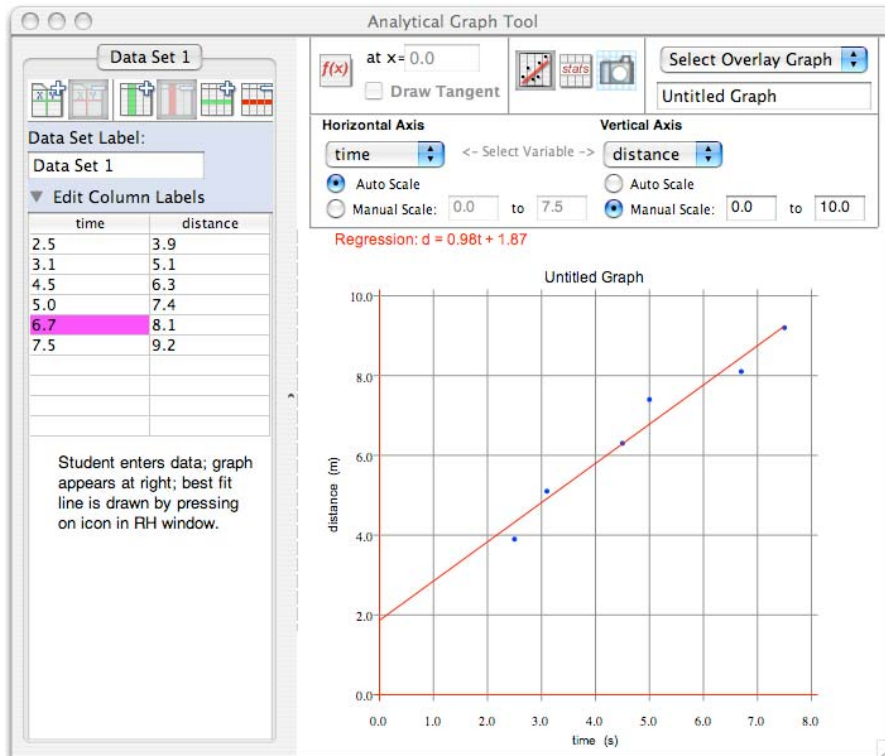 Analytical Graph Tool
Data Set 1
Data Set Label:
Data Set 1
Edit Column Labels
time distance
2.5 3.9
3.1 5.1
4.5 6.3
5.0 7.4
6.7 8.1
7.5 9.2
Student enters data; graph
appears at right; best fit
line is drawn by pressing
on icon in RH window.
f(x)
at x= 0.0
Draw Tangent
stats
Select Overlay Graph
Untitled Graph
Horizontal Axis Vertical Axis
time <- Select Variable -> distance
Auto Scale Auto Scale
Manual Scale: 0.0 to 7.5 Manual Scale: 0.0 to 10.0
Regression: d = 0.98t + 1.87
Untitled Graph
10.0
8.0
6.0
4.0
2.0
0.0
distance (m)
0.0 1.0 2.0 3.0 4.0 5.0 6.0 7.0 8.0
time (s)